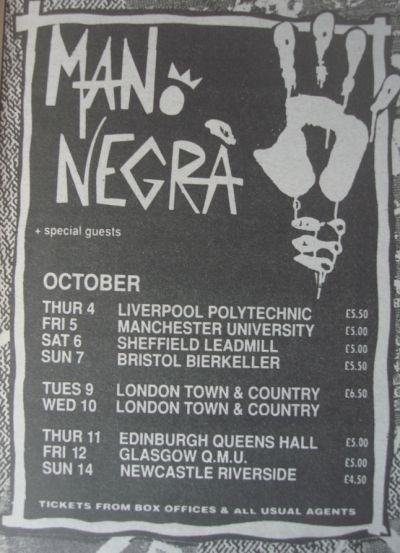 MANO
NEGRA
+ special guests
OCTOBER
THUR 4 LIVERPOOL POLYTECHNIC £5.50
FRI 5 MANCHESTER UNIVERSITY £5.00
SAT 6 SHEFFIELD LEADMILL £5.00
SUN 7 BRISTOL BIERKELLER £5.50
TUES 9 LONDON TOWN & COUNTRY £6.50
WED 10 LONDON TOWN & COUNTRY
THUR 11 EDINBURGH QUEENS HALL £5.00
FRI 12 GLASGOW Q.M.U. £5.00
SUN 14 NEWCASTLE RIVERSIDE £4.50
TICKETS FROM BOX OFFICES & ALL USUAL AGENTS